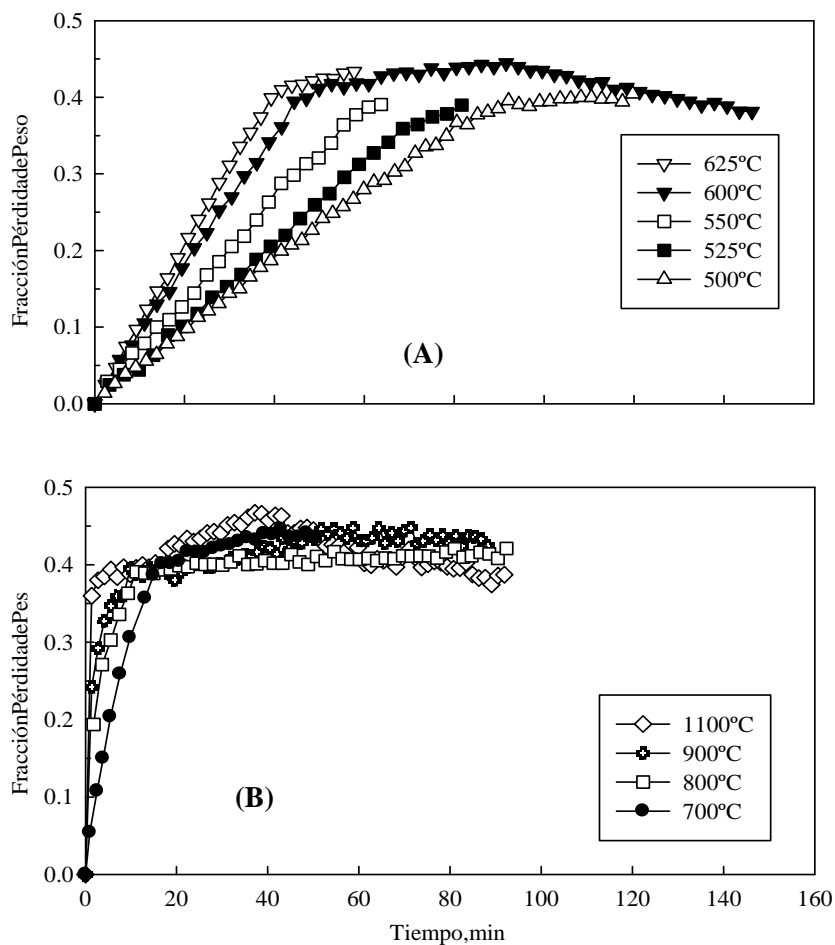 0.5
0.4
0.3
0.2
0.1
0.0
FracciónPérdidadePeso
625ºC
600ºC
550ºC
525ºC
500ºC
(A)
0.5
0.4
0.3
0.2
0.1
0.0
FracciónPérdidadePes
1100ºC
900ºC
800ºC
700ºC
(B)
0 20 40 60 80 100 120 140 160
Tiempo,min